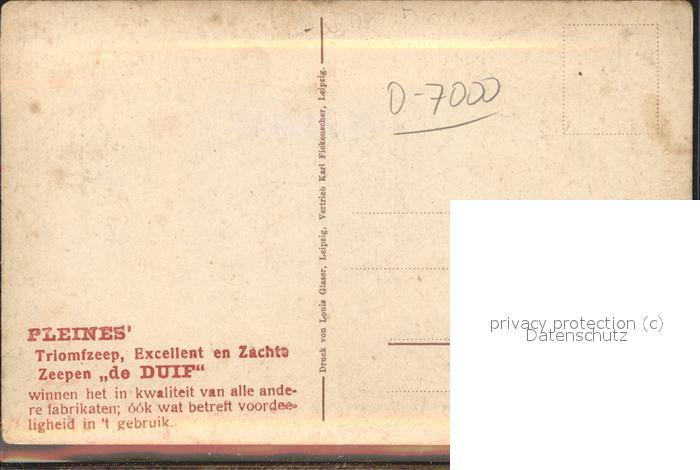 D-7000
Druck von Louis Glaser, Leipzig. Vertrieb Karl Fickenscher, Leipzig.
PLEINES'
Triomfzeep, Excellent en Zachte
Zeepen „de DUIF“
winnen het in kwaliteit van alle ande-
re fabrikaten; óók wat betreft voordee-
ligheid in 't gebruik.
privacy protection (c)
Datenschutz